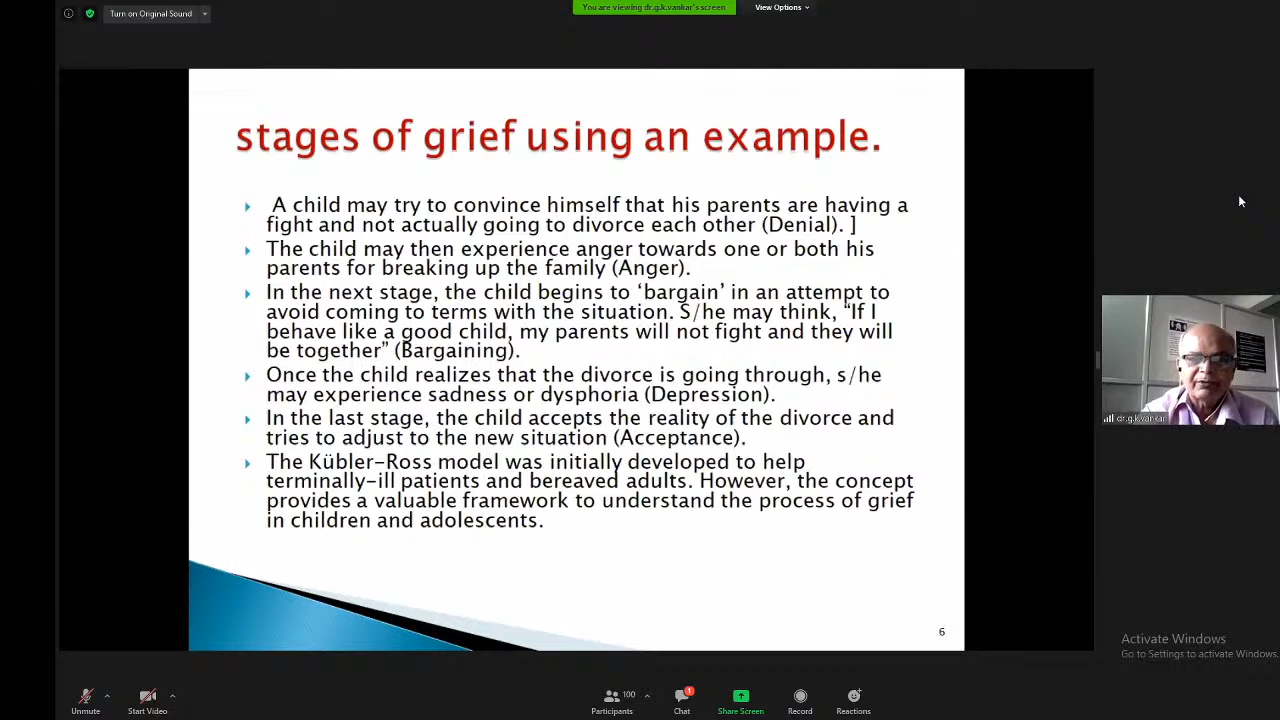 Turn on Original Sound
You are viewing dr.g.k.vankar's screen
View Options
stages of grief using an example.
A child may try to convince himself that his parents are having a
fight and not actually going to divorce each other (Denial). ]
The child may then experience anger towards one or both his
parents for breaking up the family (Anger).
In the next stage, the child begins to ‘bargain’ in an attempt to
avoid coming to terms with the situation. S/he may think, “If I
behave like a good child, my parents will not fight and they will
be together” (Bargaining).
Once the child realizes that the divorce is going through, s/he
may experience sadness or dysphoria (Depression).
In the last stage, the child accepts the reality of the divorce and
tries to adjust to the new situation (Acceptance).
The Kübler-Ross model was initially developed to help
terminally-ill patients and bereaved adults. However, the concept
provides a valuable framework to understand the process of grief
in children and adolescents.
6
dr.g.k.vankar
Activate Windows
Go to Settings to activate Windows.
Unmute
Start Video
100
Participants
1
Chat
Share Screen
Record
Reactions